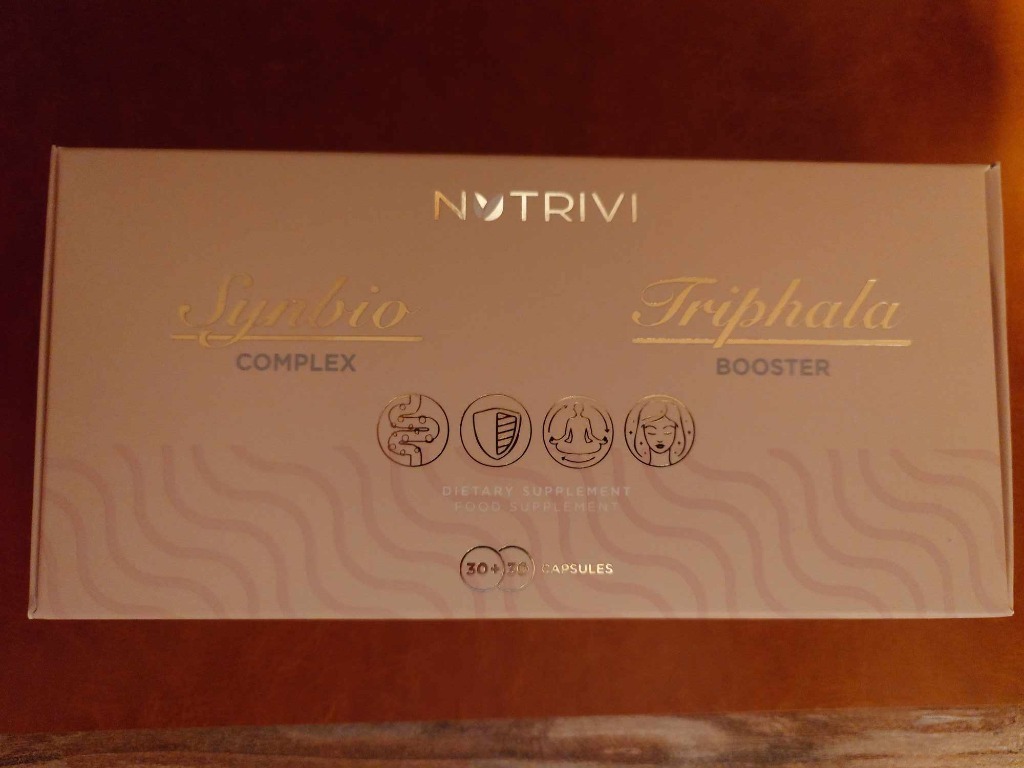 NUTRIVI
Synbio
COMPLEX
Triphala
BOOSTER
DIETARY SUPPLEMENT
FOOD SUPPLEMENT
30+30 CAPSULES